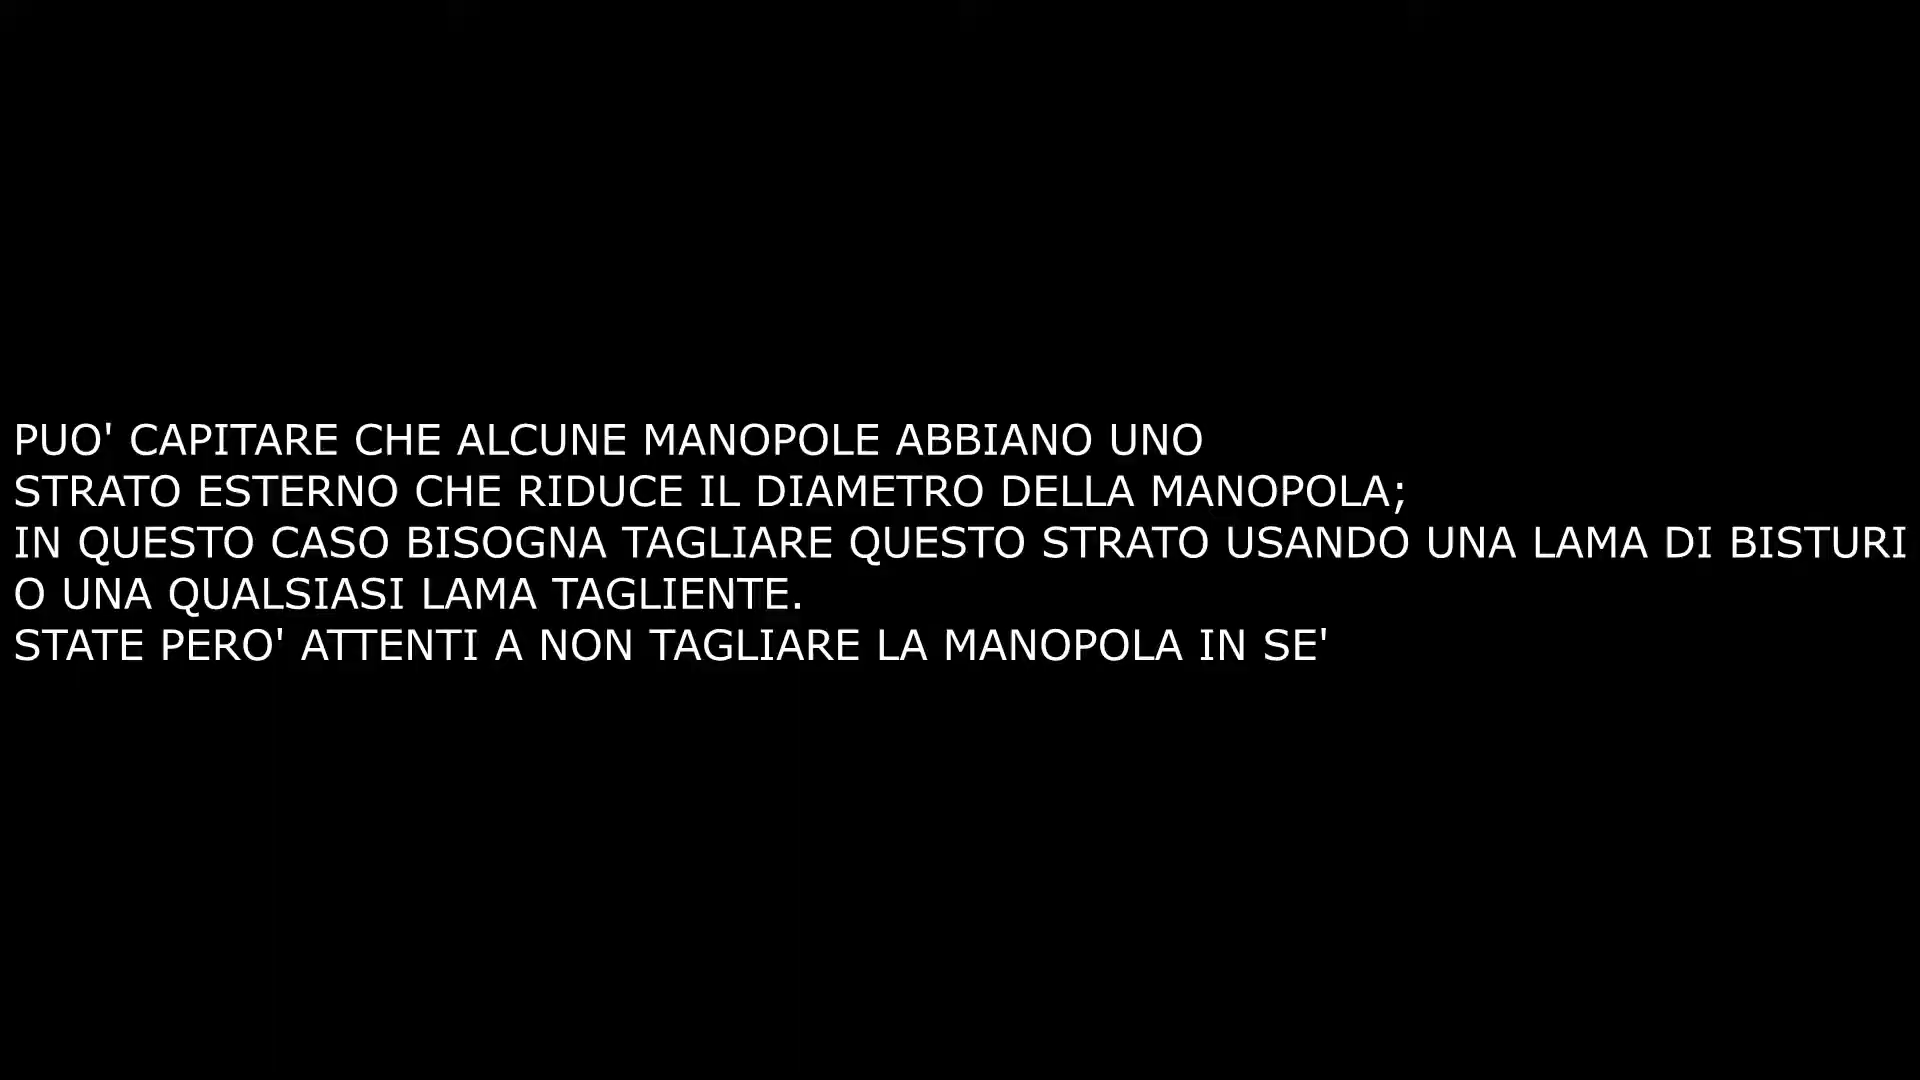 PUO' CAPITARE CHE ALCUNE MANOPOLE ABBIANO UNO
STRATO ESTERNO CHE RIDUCE IL DIAMETRO DELLA MANOPOLA;
IN QUESTO CASO BISOGNA TAGLIARE QUESTO STRATO USANDO UNA LAMA DI BISTURI
O UNA QUALSIASI LAMA TAGLIENTE.
STATE PERO' ATTENTI A NON TAGLIARE LA MANOPOLA IN SE'